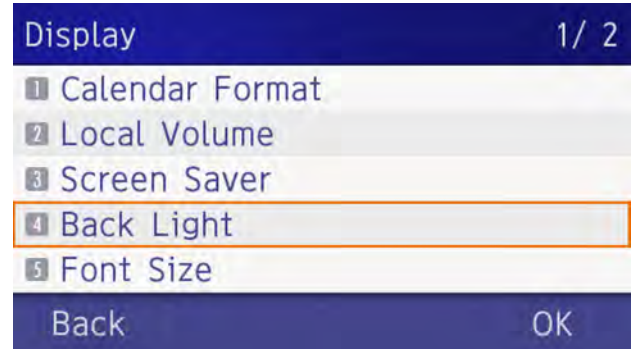 Display 1/ 2
1 Calendar Format
2 Local Volume
3 Screen Saver
4 Back Light
5 Font Size
Back OK